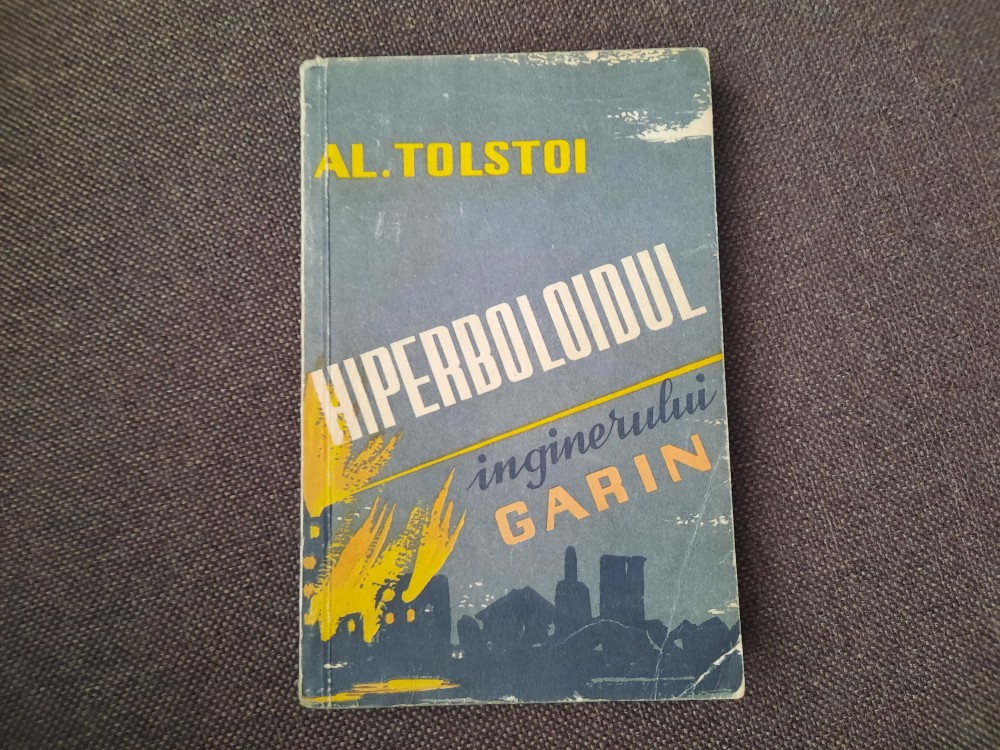 AL. TOLSTOI
HIPERBOLOIDUL
inginerului
GARIN